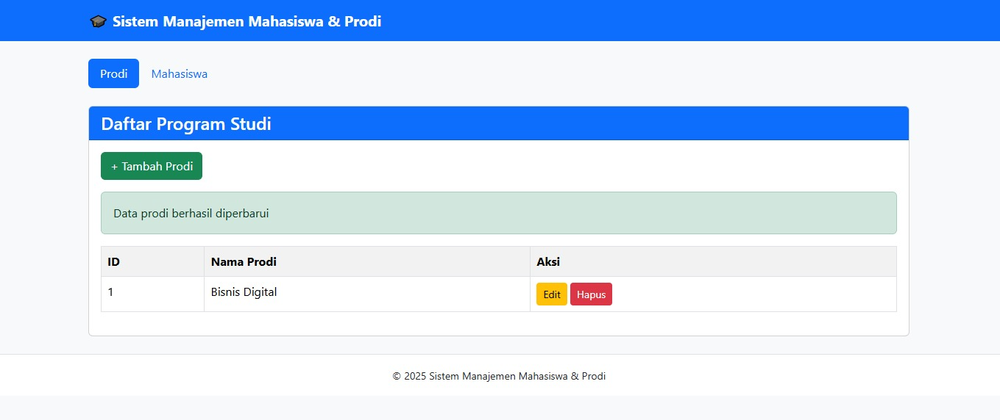 🎓 Sistem Manajemen Mahasiswa & Prodi
Prodi Mahasiswa
Daftar Program Studi
+ Tambah Prodi
Data prodi berhasil diperbarui
ID Nama Prodi Aksi
1 Bisnis Digital Edit Hapus
© 2025 Sistem Manajemen Mahasiswa & Prodi